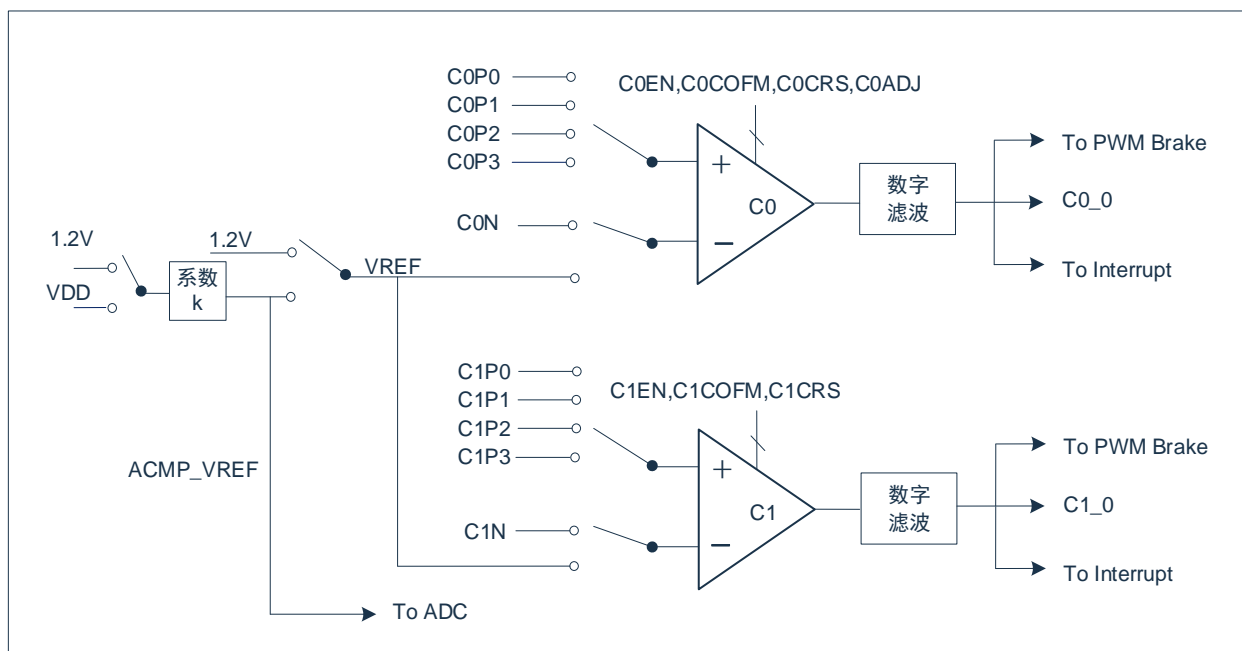 C0P0
C0P1
C0P2
C0P3
C0EN,C0COFM,C0CRS,C0ADJ
+
C0
−
数字
滤波
To PWM Brake
C0_0
To Interrupt
C0N
1.2V
VDD
系数
k
1.2V
VREF
C1P0
C1P1
C1P2
C1P3
C1EN,C1COFM,C1CRS
+
C1
−
数字
滤波
To PWM Brake
C1_0
To Interrupt
C1N
ACMP_VREF
To ADC